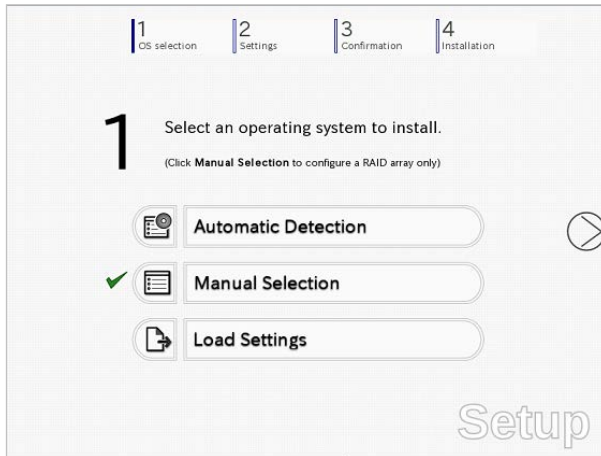 1
OS selection
2
Settings
3
Confirmation
4
Installation
1
Select an operating system to install.
(Click Manual Selection to configure a RAID array only)
Automatic Detection
Manual Selection
Load Settings
Setup